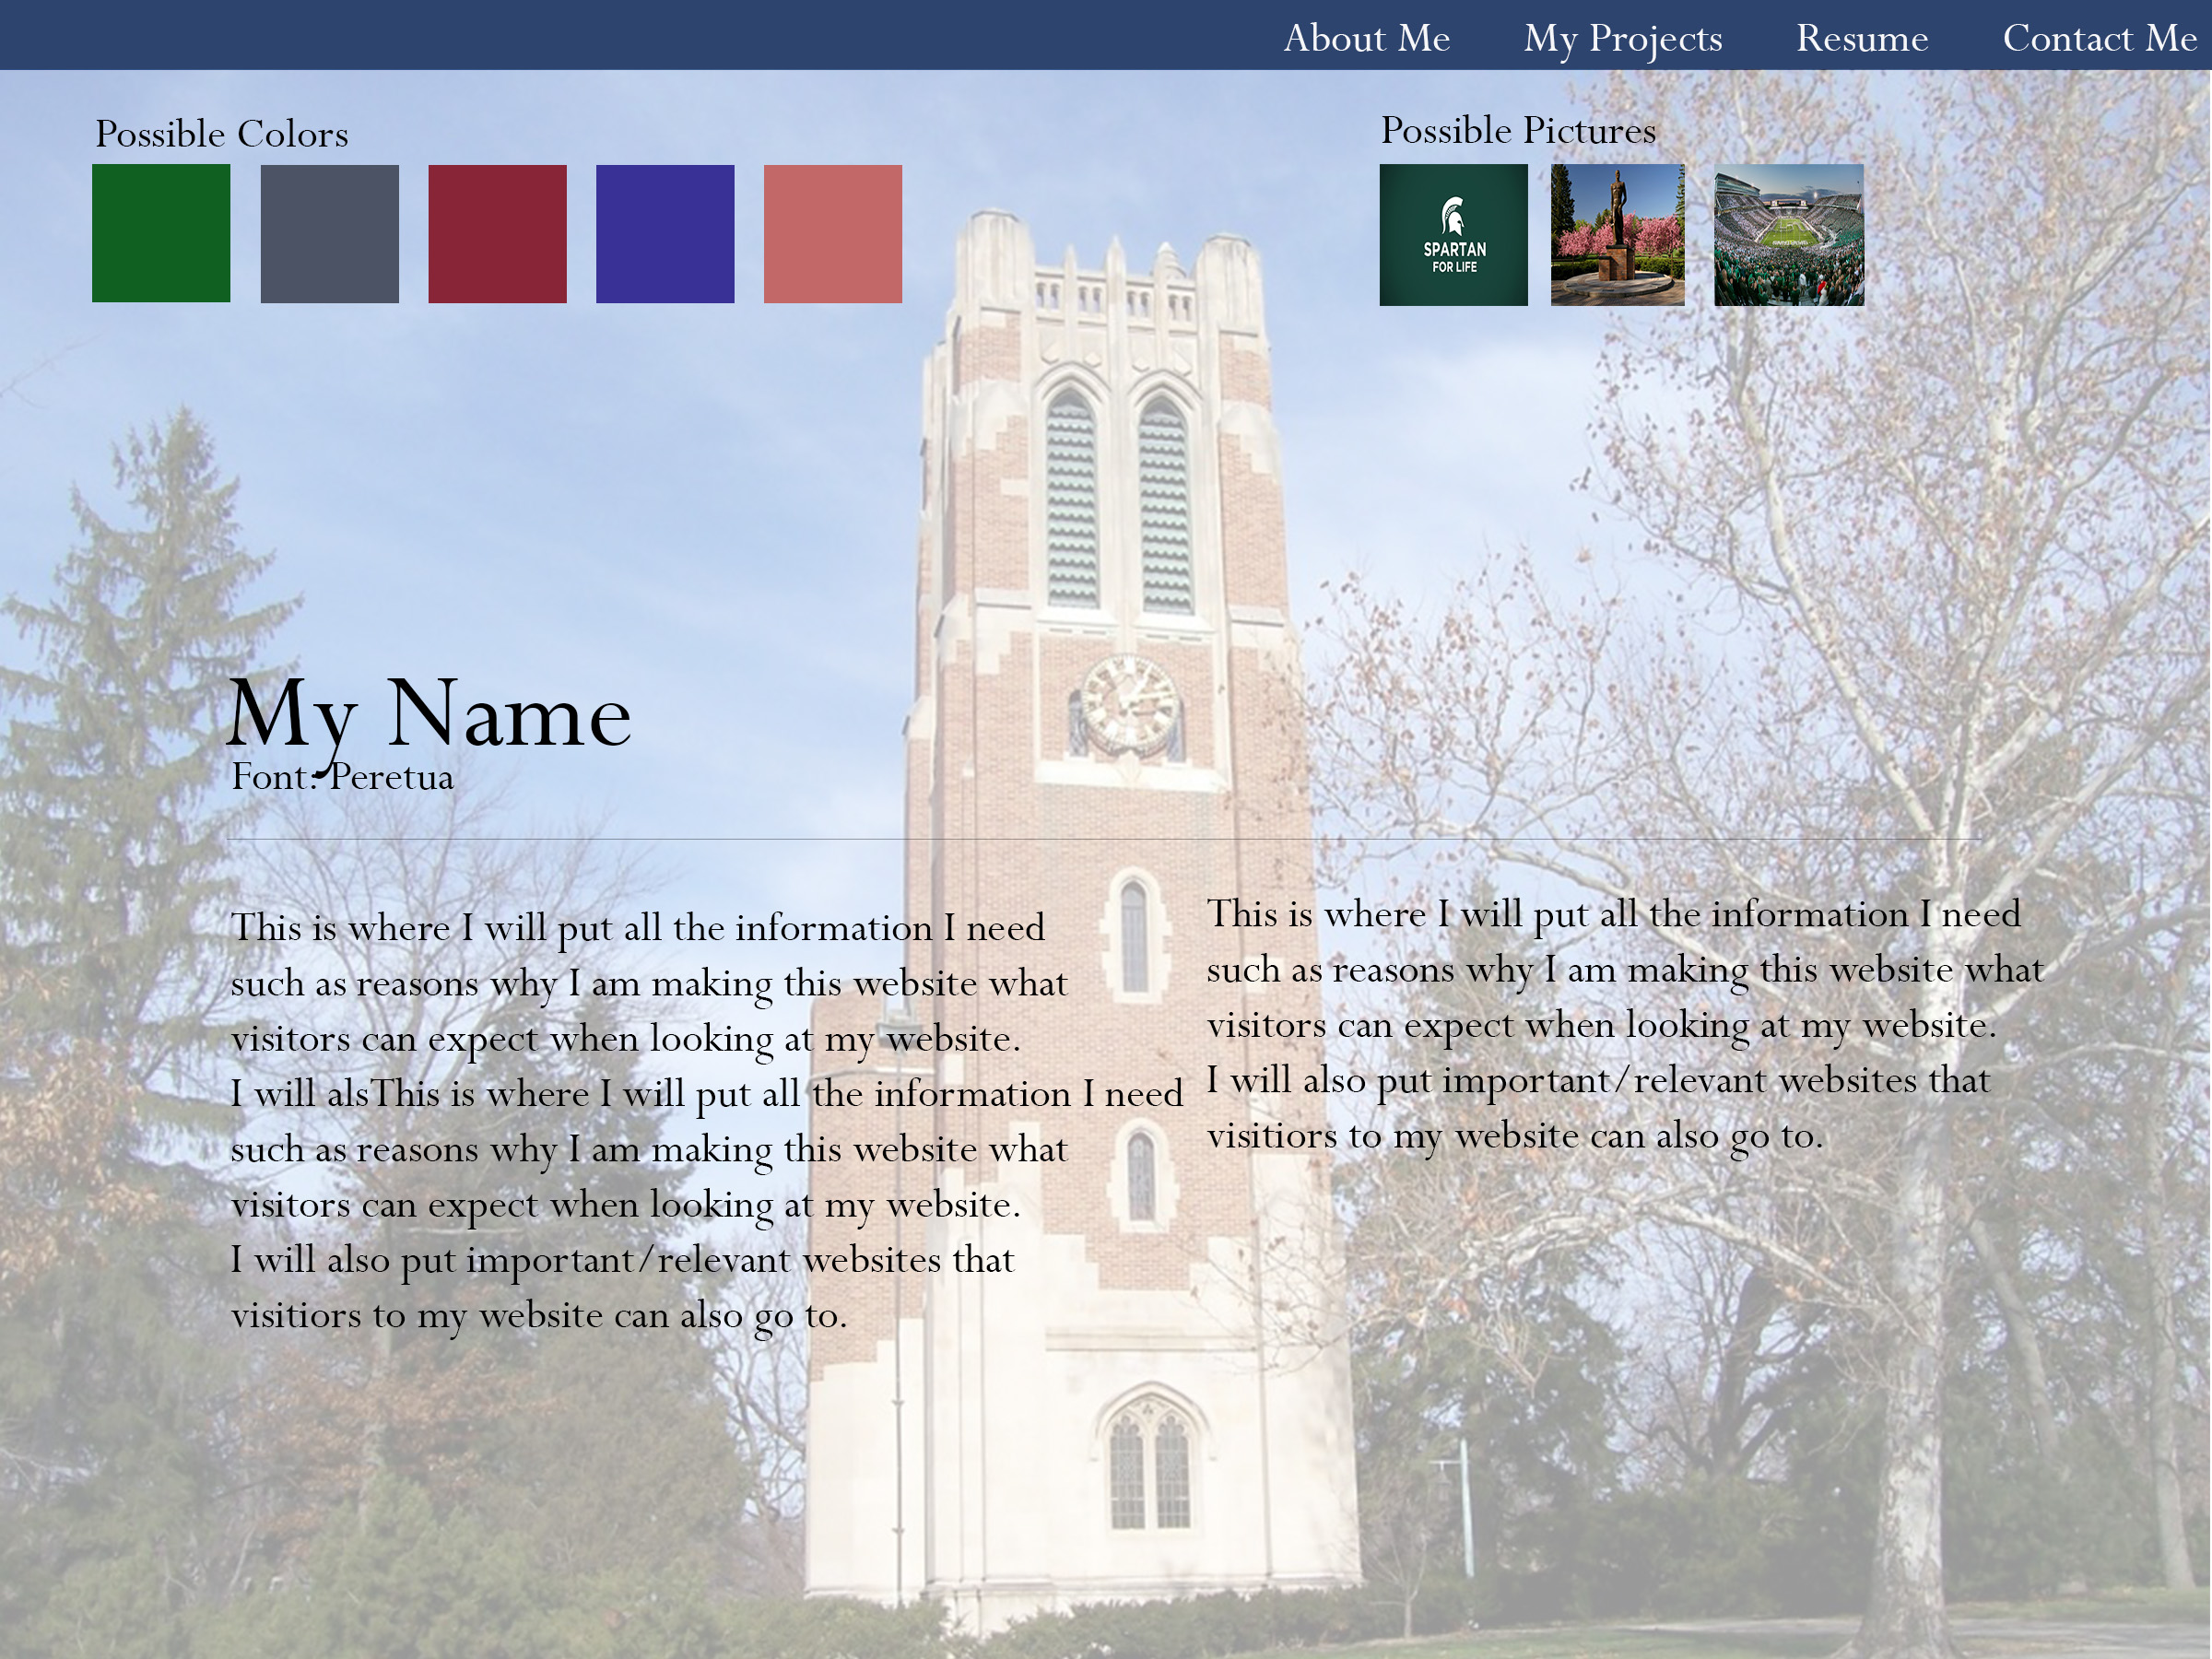 About Me My Projects Resume Contact Me
Possible Colors
Possible Pictures
SPARTAN
FOR LIFE
My Name
Font: Peretua
This is where I will put all the information I need
such as reasons why I am making this website what
visitors can expect when looking at my website.
I will alsThis is where I will put all the information I need
such as reasons why I am making this website what
visitors can expect when looking at my website.
I will also put important/relevant websites that
visitiors to my website can also go to.
This is where I will put all the information I need
such as reasons why I am making this website what
visitors can expect when looking at my website.
I will also put important/relevant websites that
visitiors to my website can also go to.